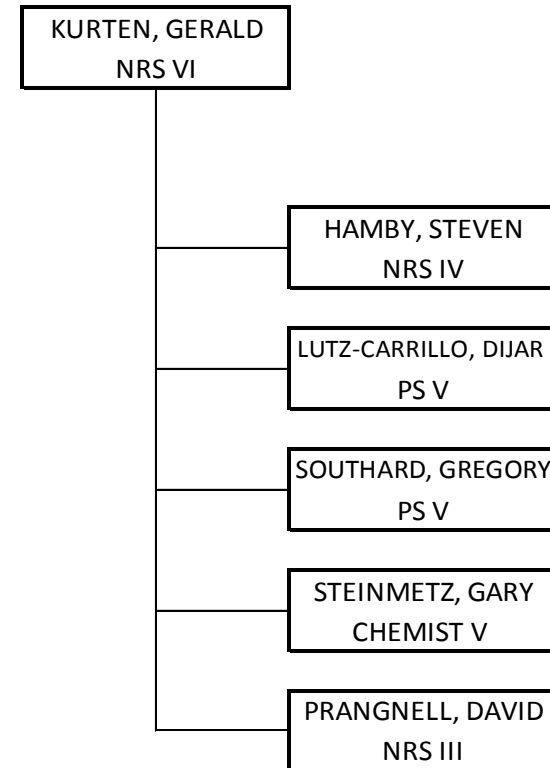 KURTEN, GERALD
NRS VI
HAMBY, STEVEN
NRS IV
LUTZ-CARRILLO, DIJAR
PS V
SOUTHARD, GREGORY
PS V
STEINMETZ, GARY
CHEMIST V
PRANGNELL, DAVID
NRS III